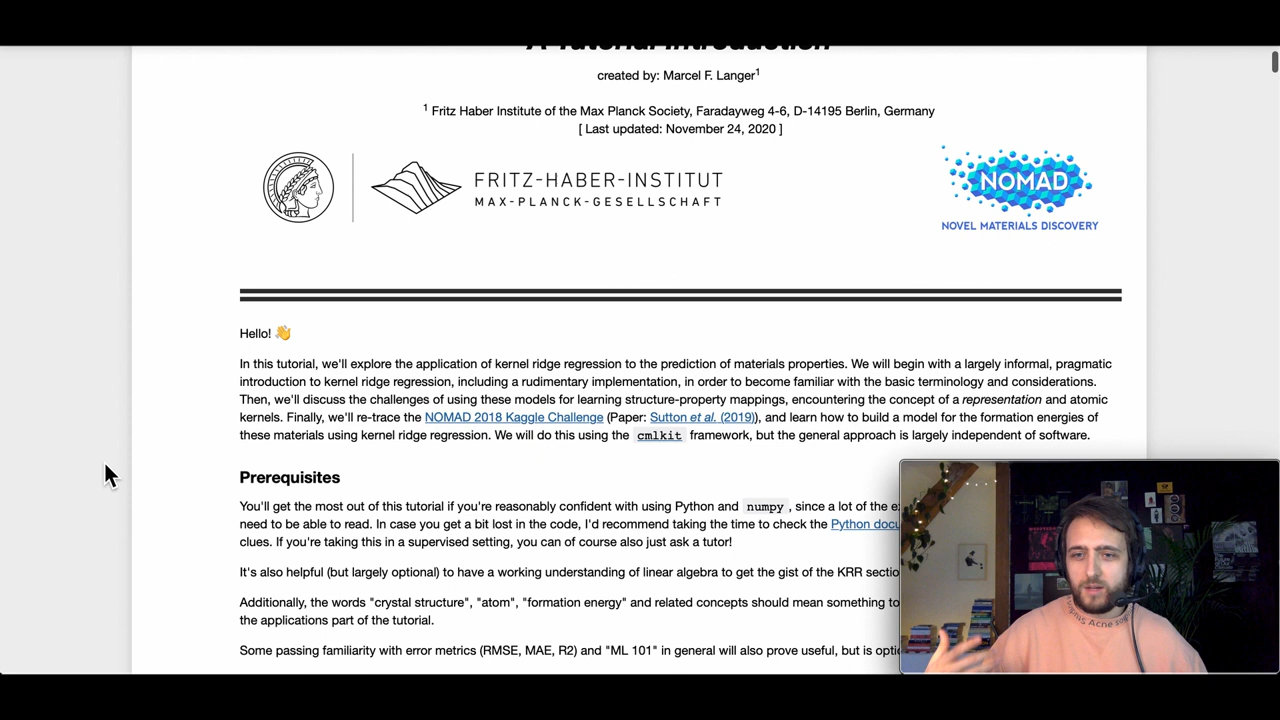 A Tutorial Introduction
created by: Marcel F. Langer1
1 Fritz Haber Institute of the Max Planck Society, Faradayweg 4-6, D-14195 Berlin, Germany
[ Last updated: November 24, 2020 ]
FRITZ-HABER-INSTITUT
MAX-PLANCK-GESELLSCHAFT
NOMAD
NOVEL MATERIALS DISCOVERY
Hello! 👋
In this tutorial, we'll explore the application of kernel ridge regression to the prediction of materials properties. We will begin with a largely informal, pragmatic
introduction to kernel ridge regression, including a rudimentary implementation, in order to become familiar with the basic terminology and considerations.
Then, we'll discuss the challenges of using these models for learning structure-property mappings, encountering the concept of a representation and atomic
kernels. Finally, we'll re-trace the NOMAD 2018 Kaggle Challenge (Paper: Sutton et al. (2019)), and learn how to build a model for the formation energies
of these materials using kernel ridge regression. We will do this using the cmlkit framework, but the general approach is largely independent of software.
Prerequisites
You'll get the most out of this tutorial if you're reasonably confident with using Python and numpy, since a lot of the
need to be able to read. In case you get a bit lost in the code, I'd recommend taking the time to check the Python
clues. If you're taking this in a supervised setting, you can of course also just ask a tutor!
It's also helpful (but largely optional) to have a working understanding of linear algebra to get the gist of the KRR
Additionally, the words "crystal structure", "atom", "formation energy" and related concepts should mean something to
the applications part of the tutorial.
Some passing familiarity with error metrics (RMSE, MAE, R2) and "ML 101" in general will also prove useful, but is